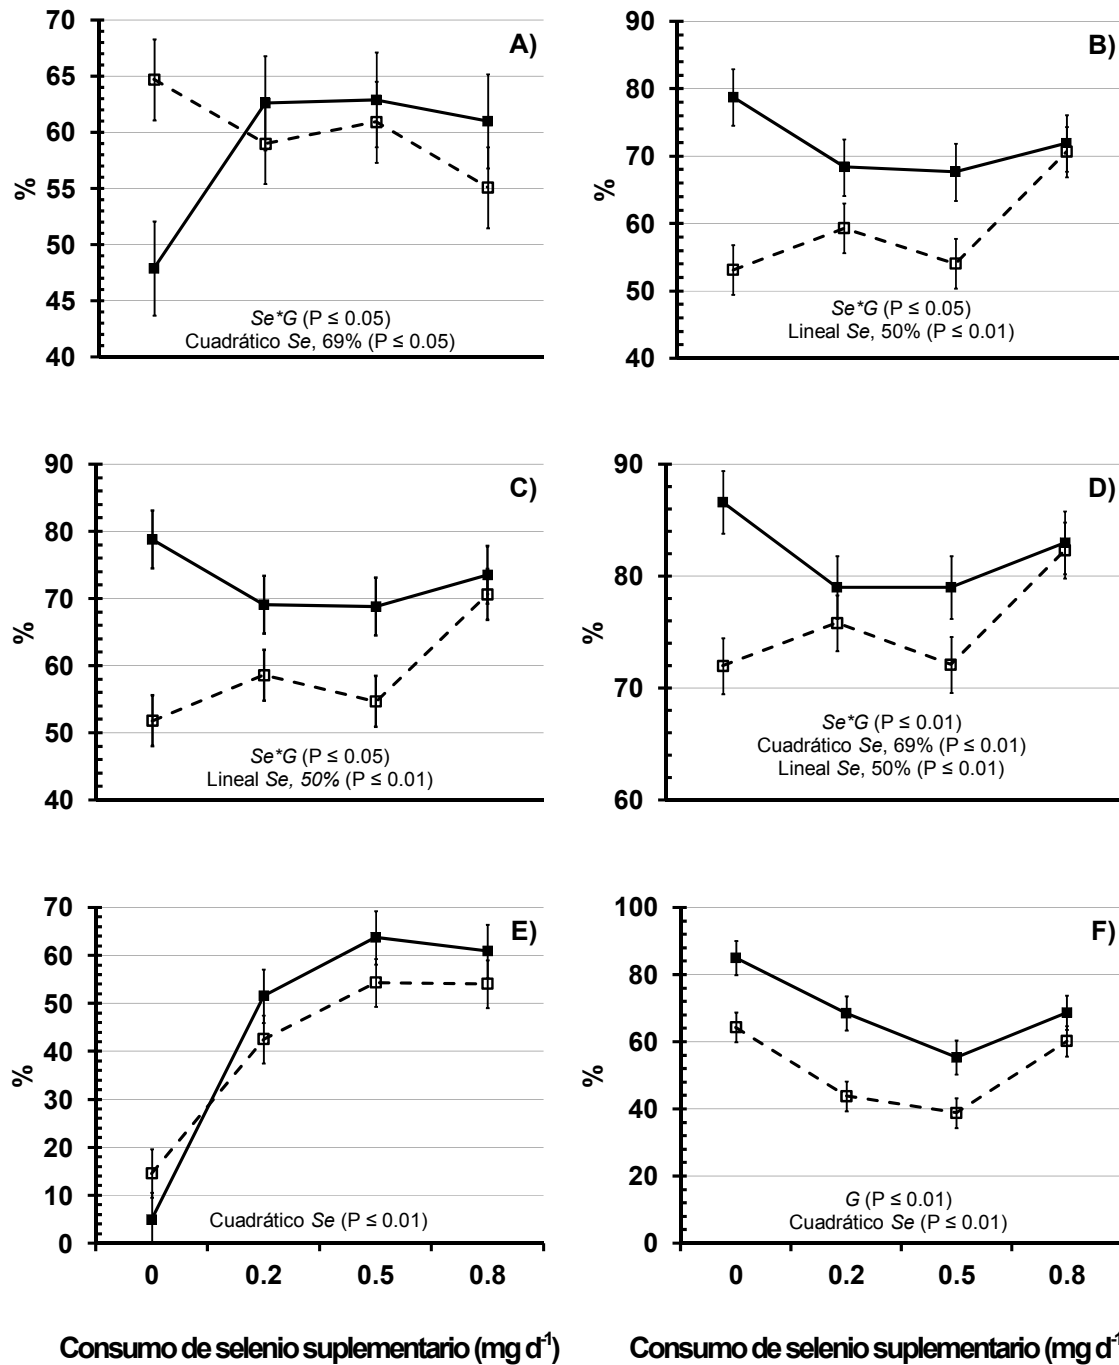 A)
70
65
60
55
50
45
40
%
Se*G (P ≤ 0.05)
Cuadrático Se, 69% (P ≤ 0.05)
B)
90
80
70
60
50
40
%
Se*G (P ≤ 0.05)
Lineal Se, 50% (P ≤ 0.01)
C)
90
80
70
60
50
40
%
Se*G (P ≤ 0.05)
Lineal Se, 50% (P ≤ 0.01)
D)
90
80
70
60
%
Se*G (P ≤ 0.01)
Cuadrático Se, 69% (P ≤ 0.01)
Lineal Se, 50% (P ≤ 0.01)
E)
70
60
50
40
30
20
10
0
%
Cuadrático Se (P ≤ 0.01)
0 0.2 0.5 0.8
Consumo de selenio suplementario (mg d-1)
F)
100
80
60
40
20
0
%
G (P ≤ 0.01)
Cuadrático Se (P ≤ 0.01)
0 0.2 0.5 0.8
Consumo de selenio suplementario (mg d-1